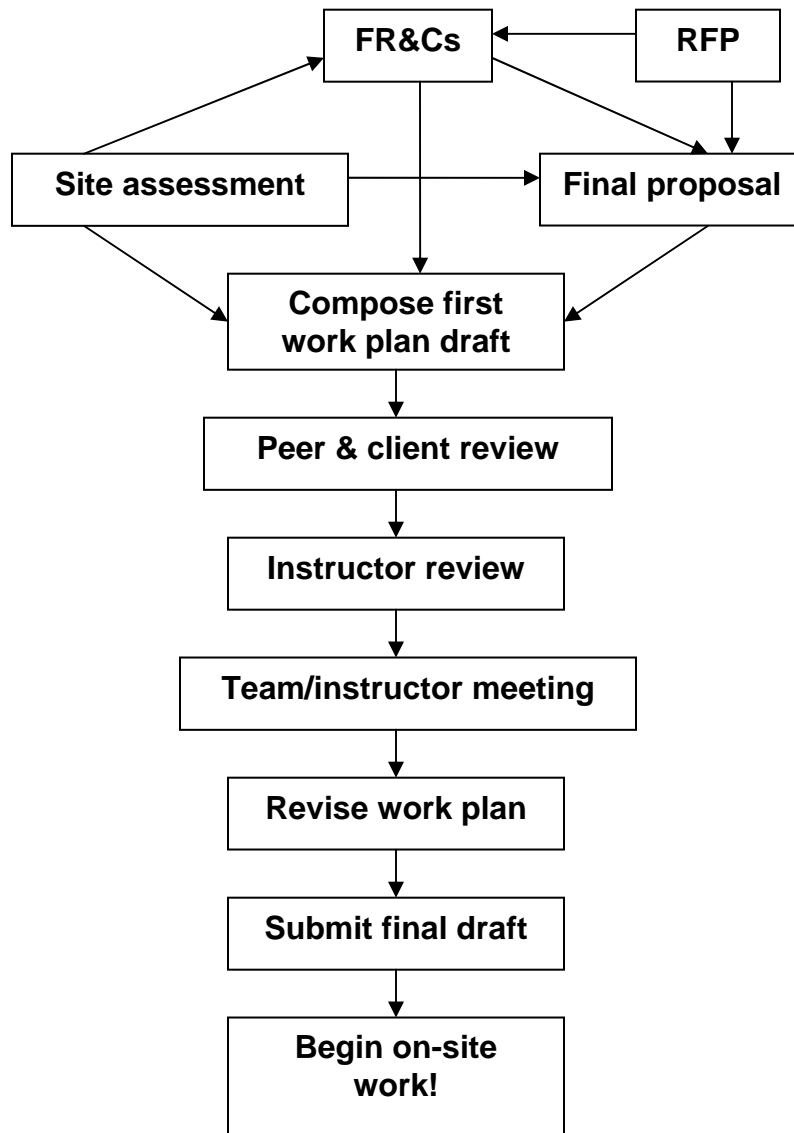 FR&Cs
RFP
Site assessment
Final proposal
Compose first
work plan draft
Peer & client review
Instructor review
Team/instructor meeting
Revise work plan
Submit final draft
Begin on-site
work!